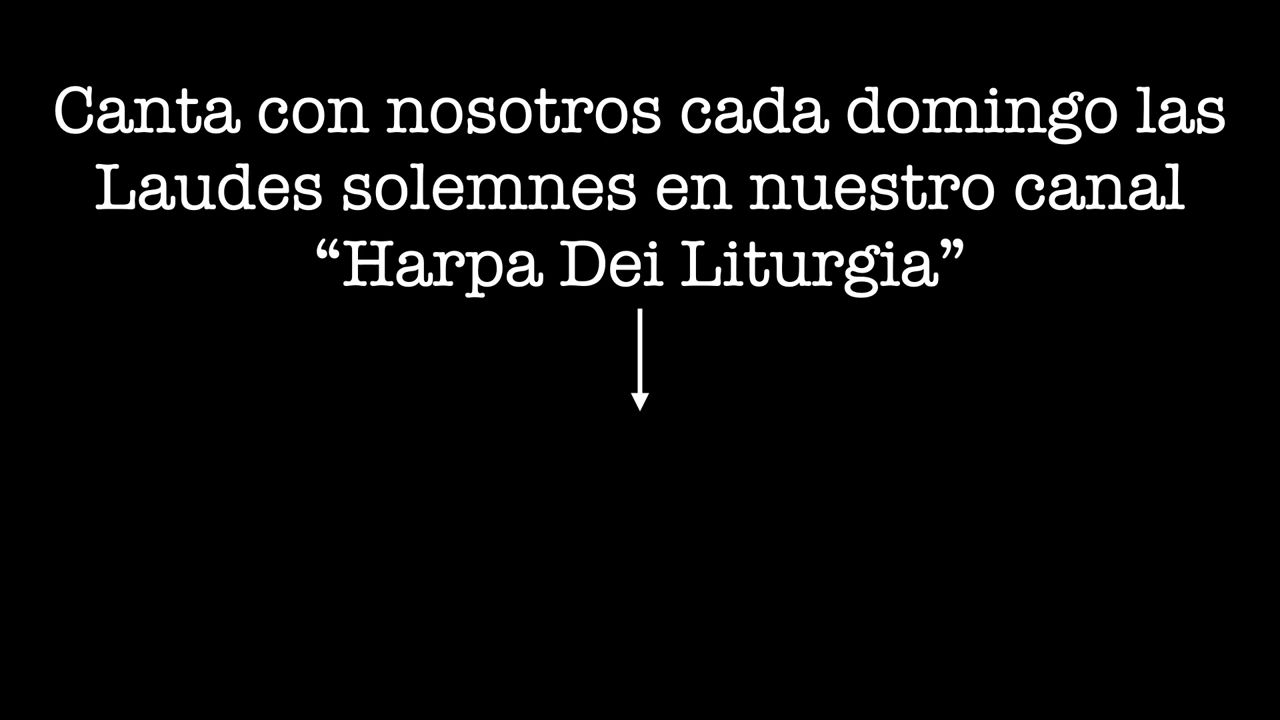 Canta con nosotros cada domingo las
Laudes solemnes en nuestro canal
“Harpa Dei Liturgia”